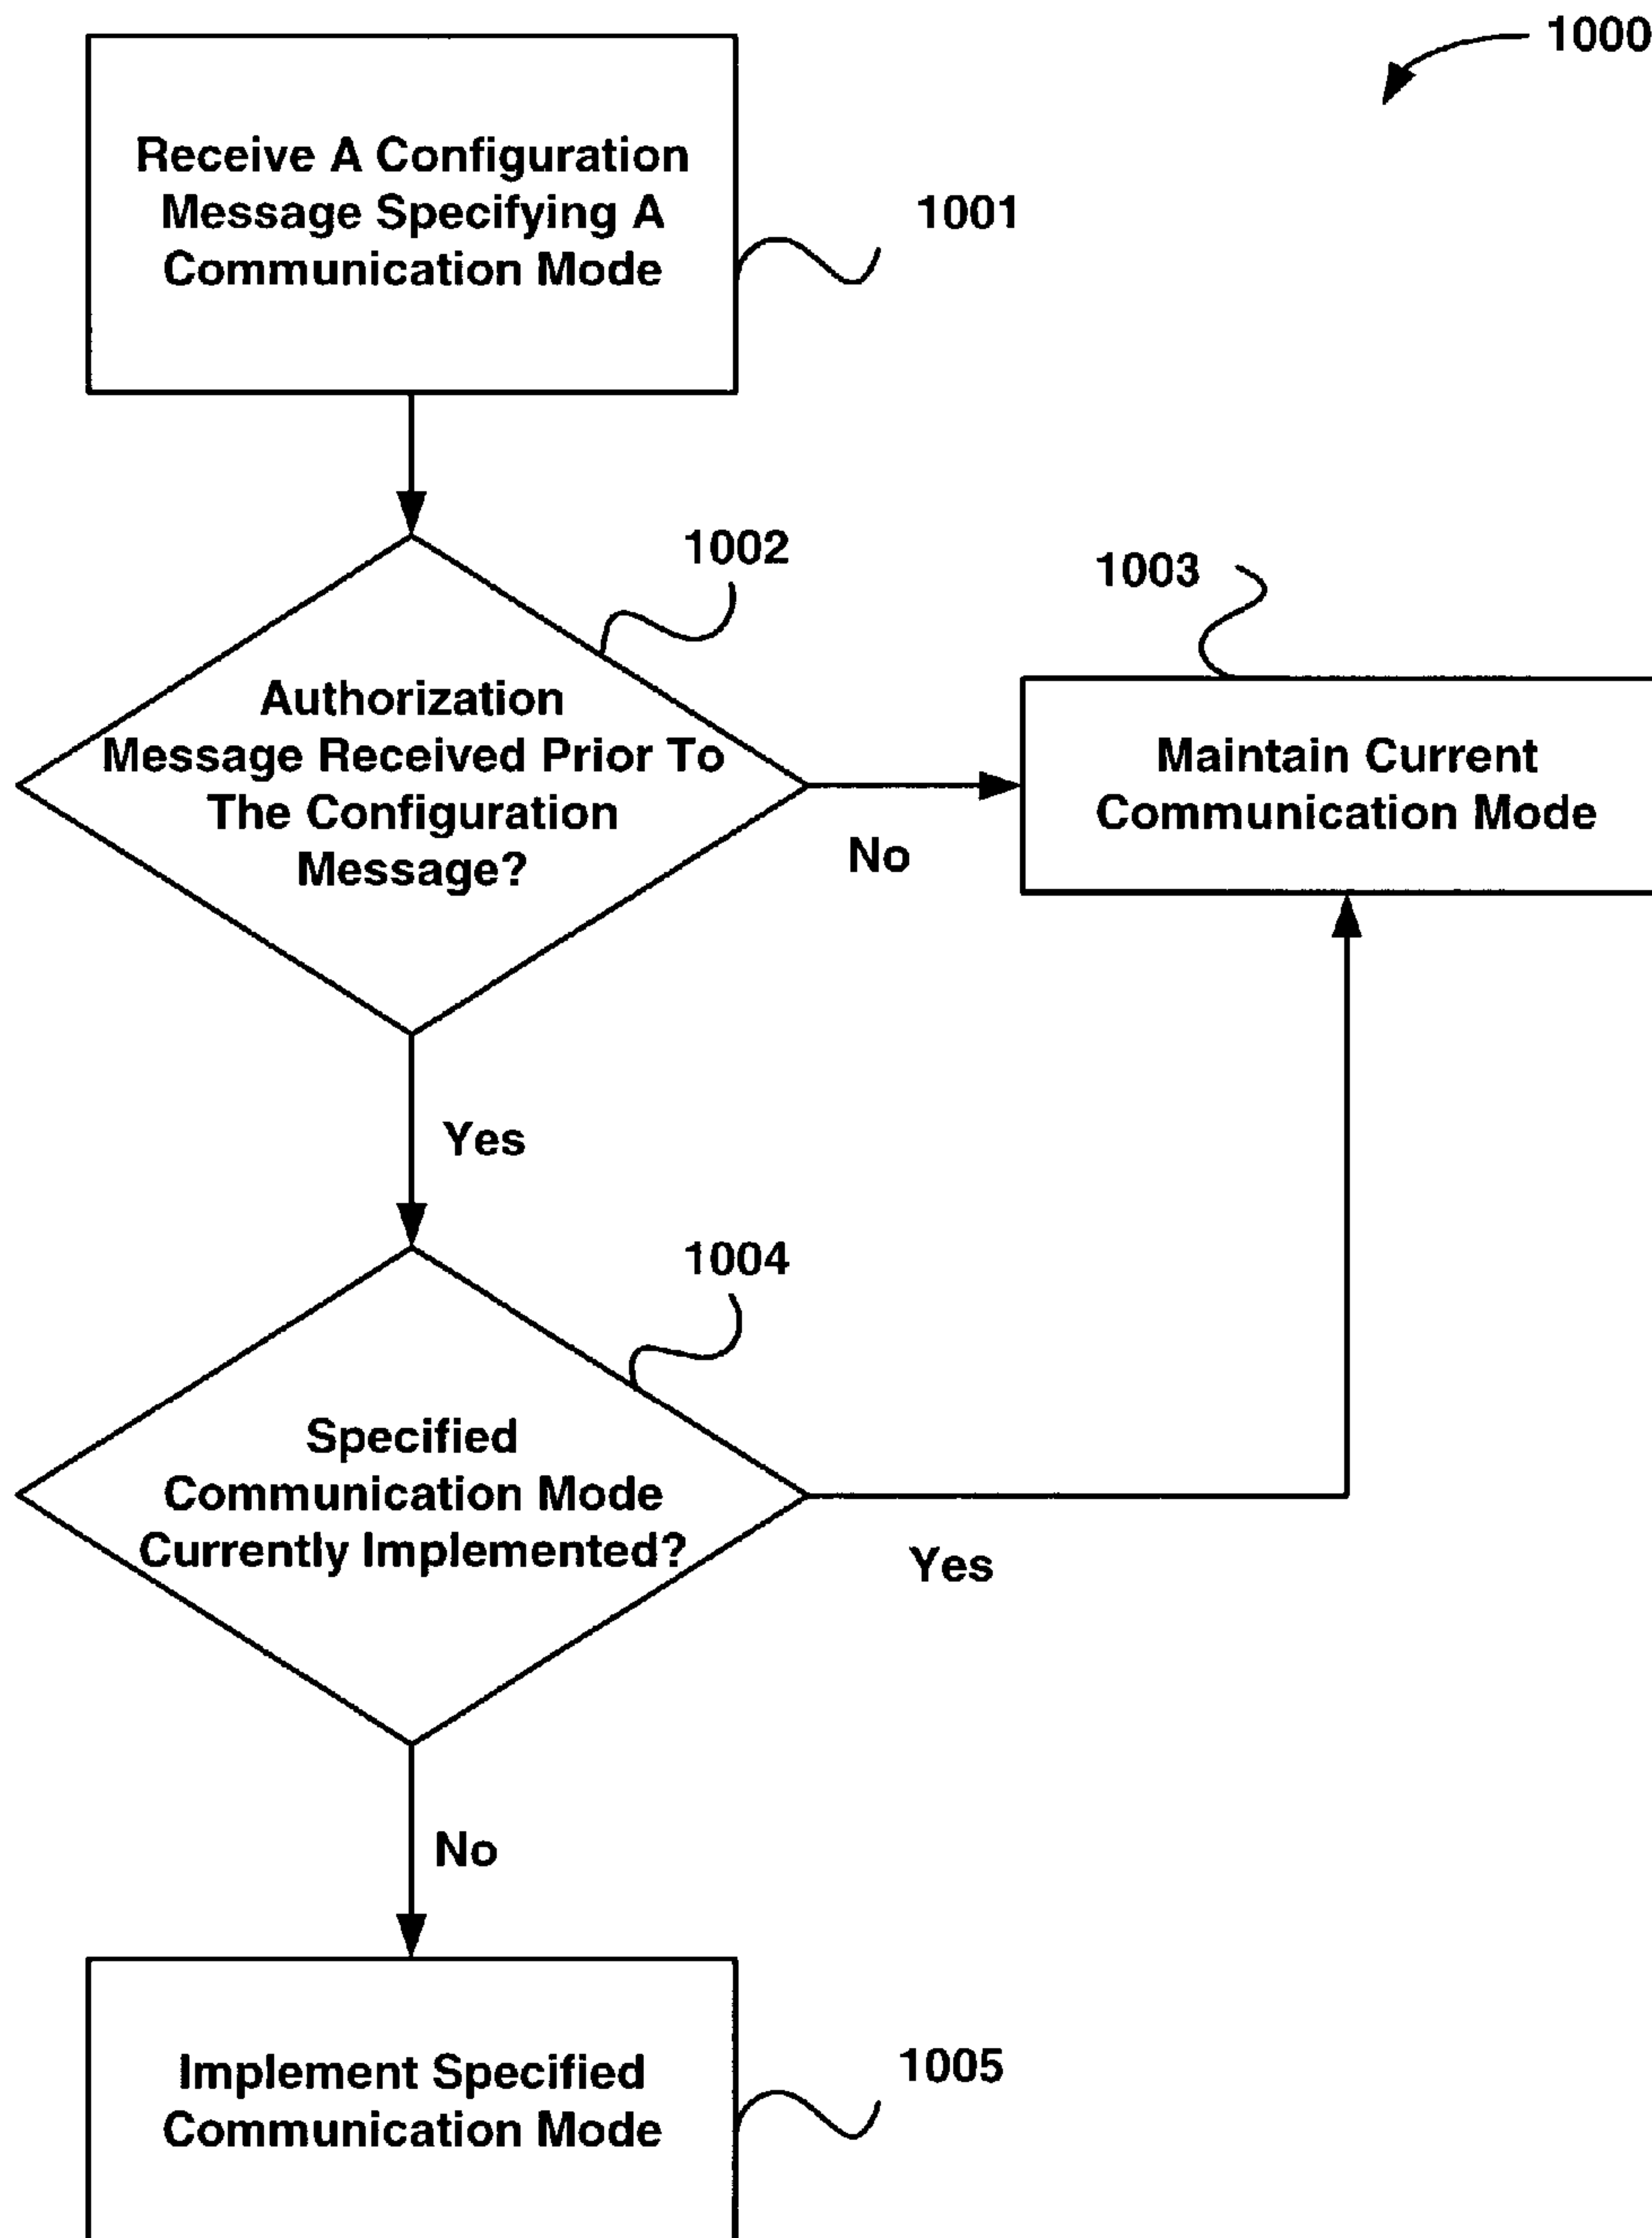 1000
Receive A Configuration
Message Specifying A
Communication Mode
1001
1002
Authorization
Message Received Prior To
The Configuration
Message?
No
1003
Maintain Current
Communication Mode
Yes
1004
Specified
Communication Mode
Currently Implemented?
Yes
No
Implement Specified
Communication Mode
1005